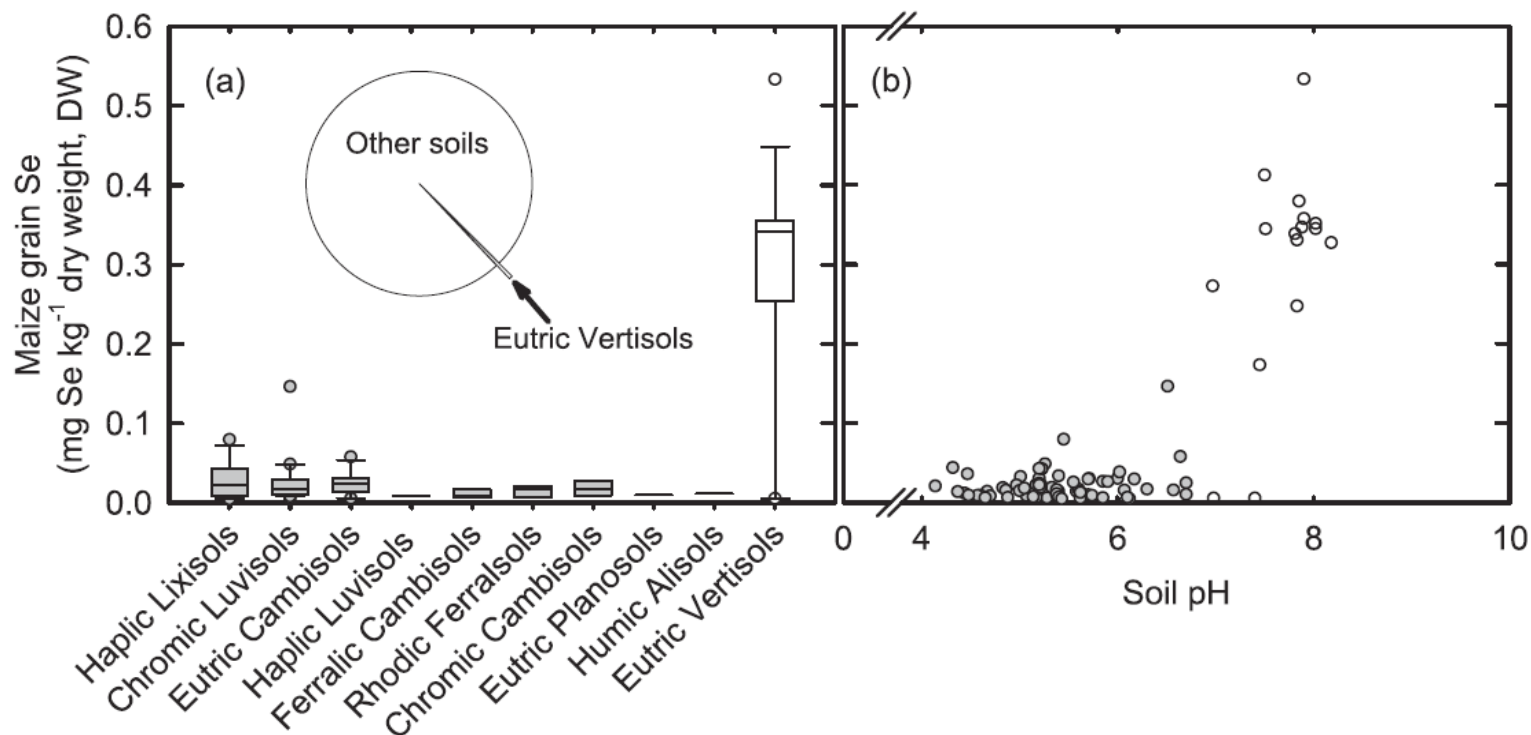 Maize grain Se
(mg Se kg-1 dry weight, DW)
0.6
0.5
0.4
0.3
0.2
0.1
0.0
(a)
Other soils
Eutric Vertisols
Haplic Lixisols
Chromic Luvisols
Eutric Cambisols
Haplic Luvisols
Ferralic Cambisols
Rhodic Ferralsols
Chromic Cambisols
Eutric Planosols
Humic Alisols
Eutric Vertisols
(b)
0 4 6 8 10
Soil pH